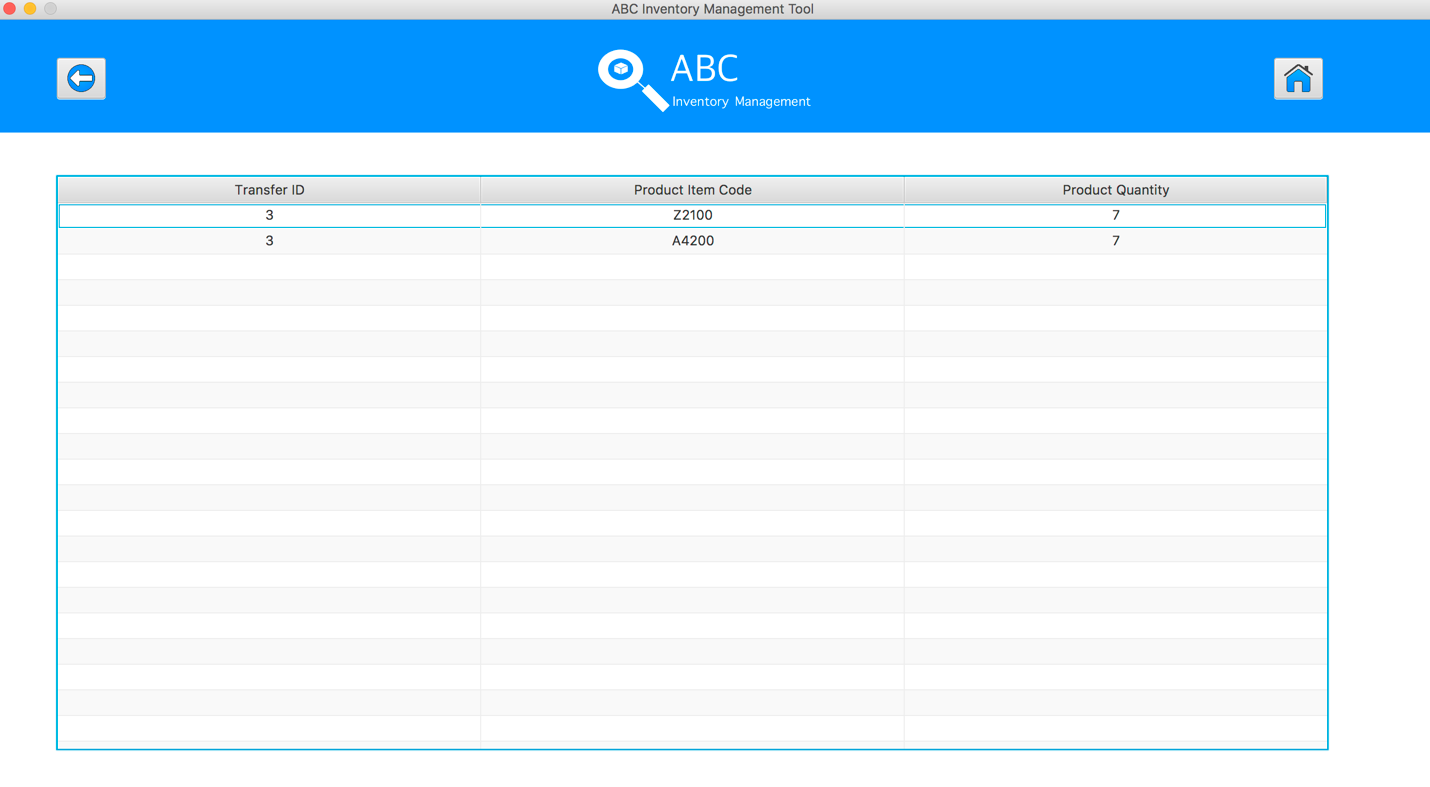 ABC Inventory Management Tool
ABC
Inventory Management
Transfer ID Product Item Code Product Quantity
3 Z2100 7
3 A4200 7